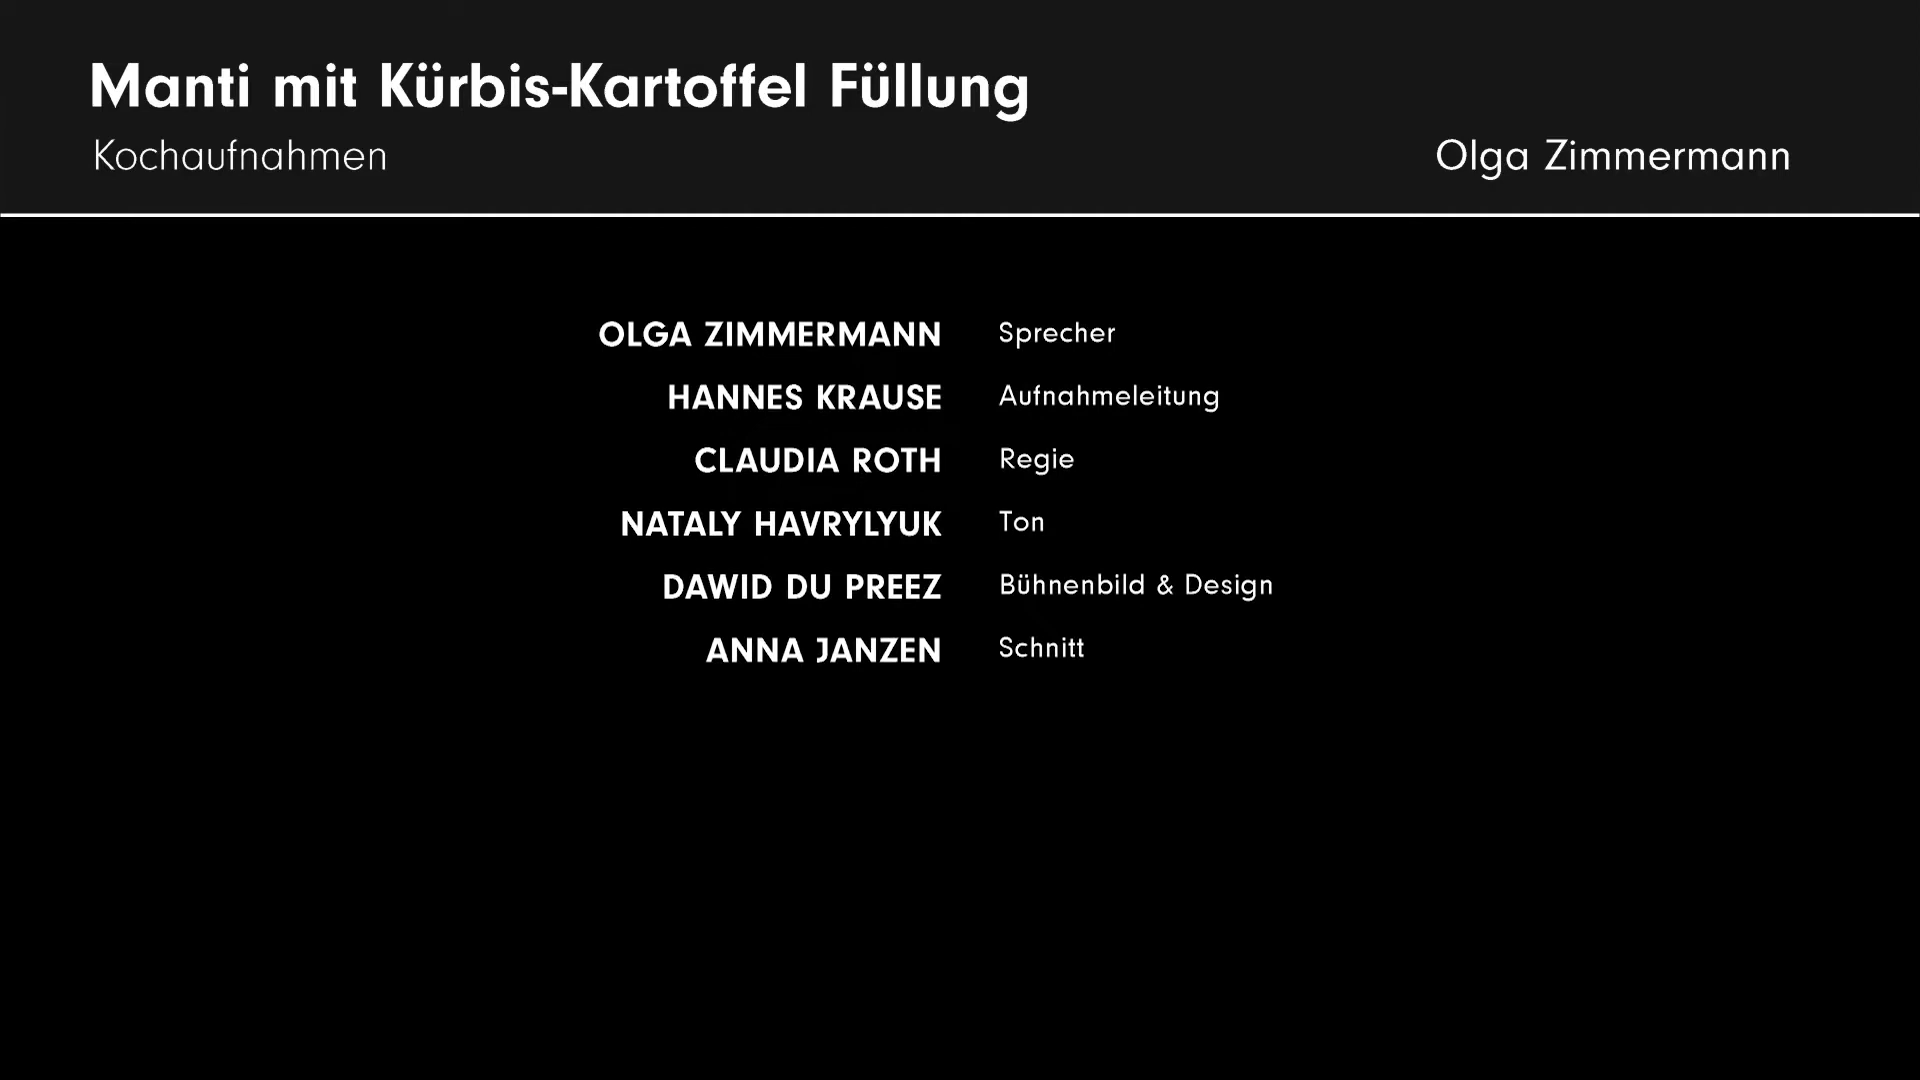 Manti mit Kürbis-Kartoffel Füllung
Kochaufnahmen Olga Zimmermann
OLGA ZIMMERMANN Sprecher
HANNES KRAUSE Aufnahmeleitung
CLAUDIA ROTH Regie
NATALY HAVRYLYUK Ton
DAWID DU PREEZ Bühnenbild & Design
ANNA JANZEN Schnitt